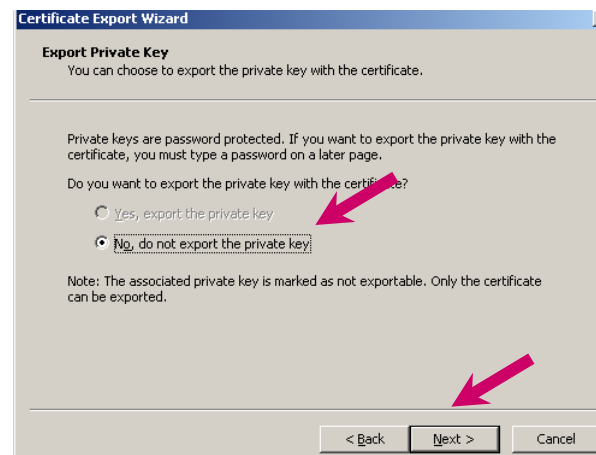 Certificate Export Wizard
Export Private Key
You can choose to export the private key with the certificate.
Private keys are password protected. If you want to export the private key with the
certificate, you must type a password on a later page.
Do you want to export the private key with the certificate?
Yes, export the private key
No, do not export the private key
Note: The associated private key is marked as not exportable. Only the certificate
can be exported.
< Back
Next >
Cancel